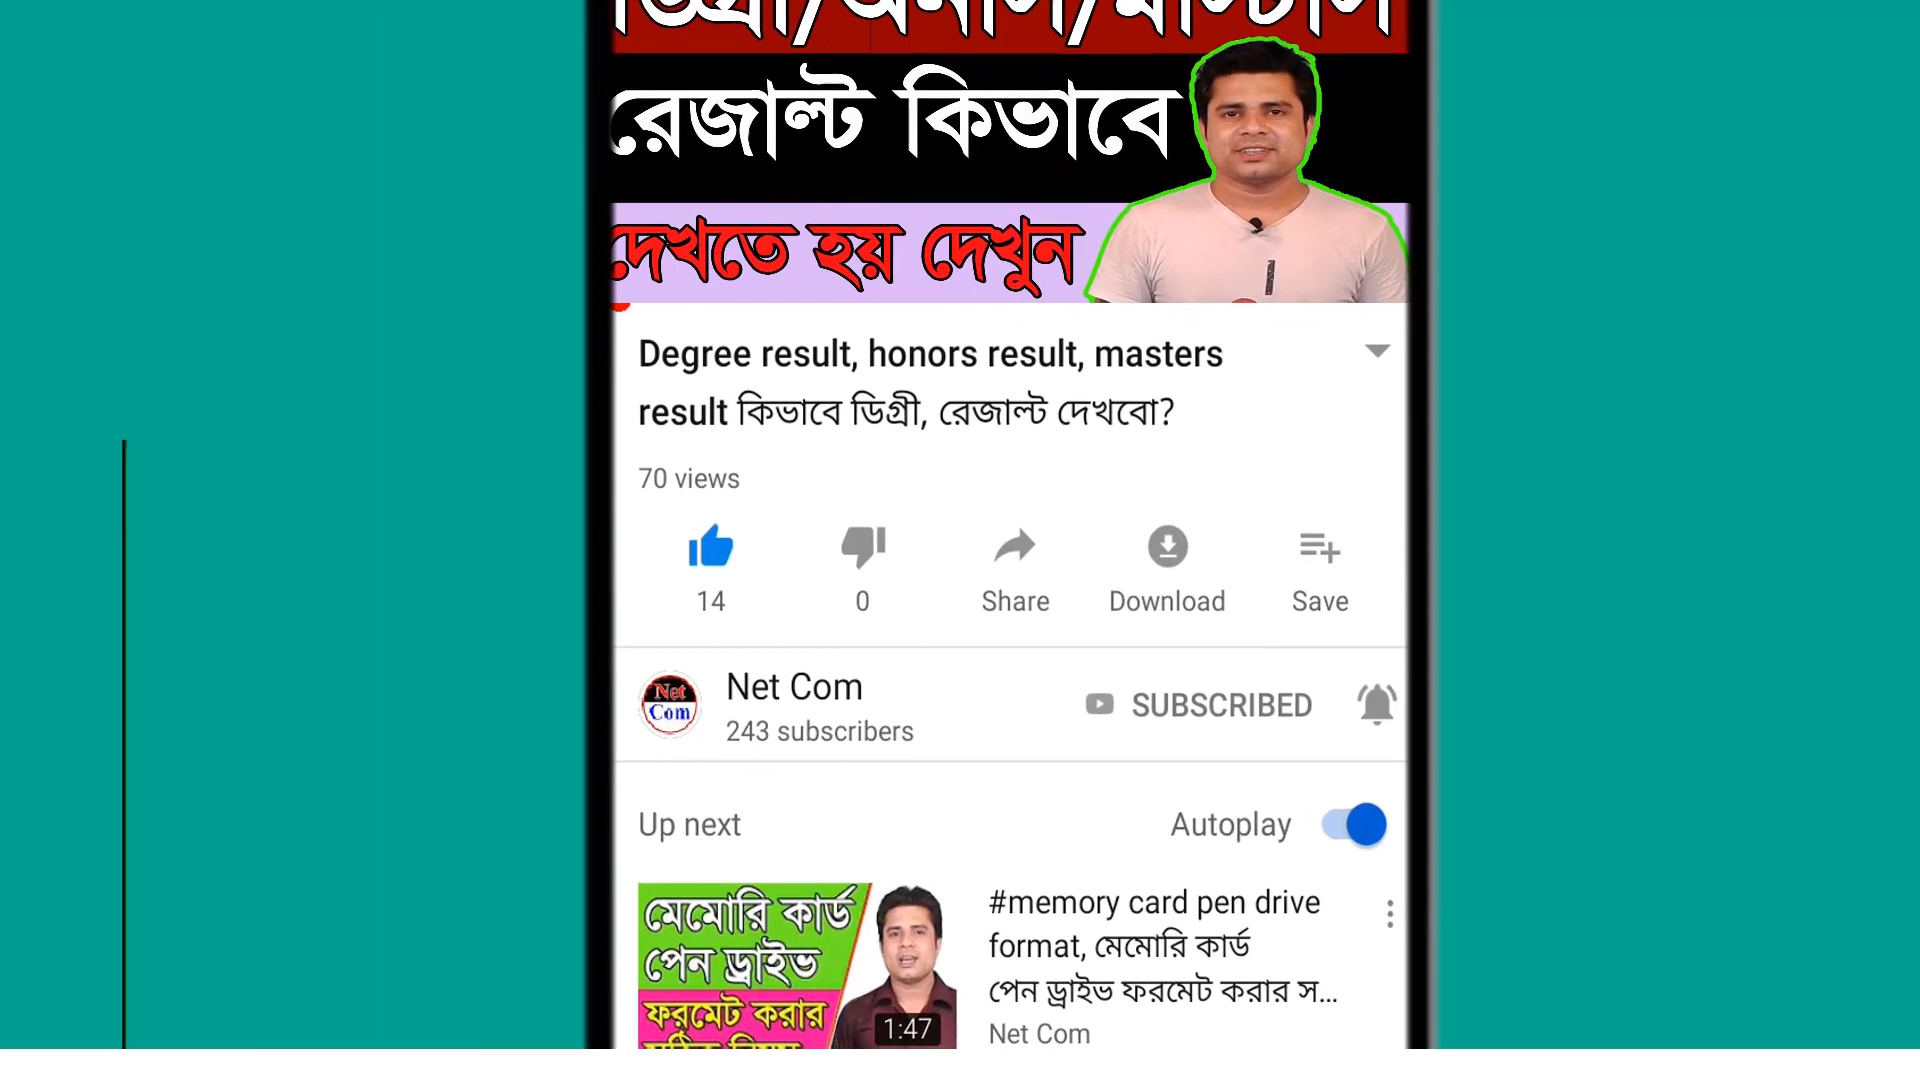 ডিগ্রী/অনার্স/মাস্টার্স
রেজাল্ট কিভাবে
দেখতে হয় দেখুন
Degree result, honors result, masters
result কিভাবে ডিগ্রী, রেজাল্ট দেখবো?
70 views
14
0
Share
Download
Save
Net
Com
Net Com
243 subscribers
SUBSCRIBED
Up next
Autoplay
মেমোরি কার্ড
পেন ড্রাইভ
ফরমেট করার
1:47
#memory card pen drive
format, মেমোরি কার্ড
পেন ড্রাইভ ফরমেট করার স...
Net Com